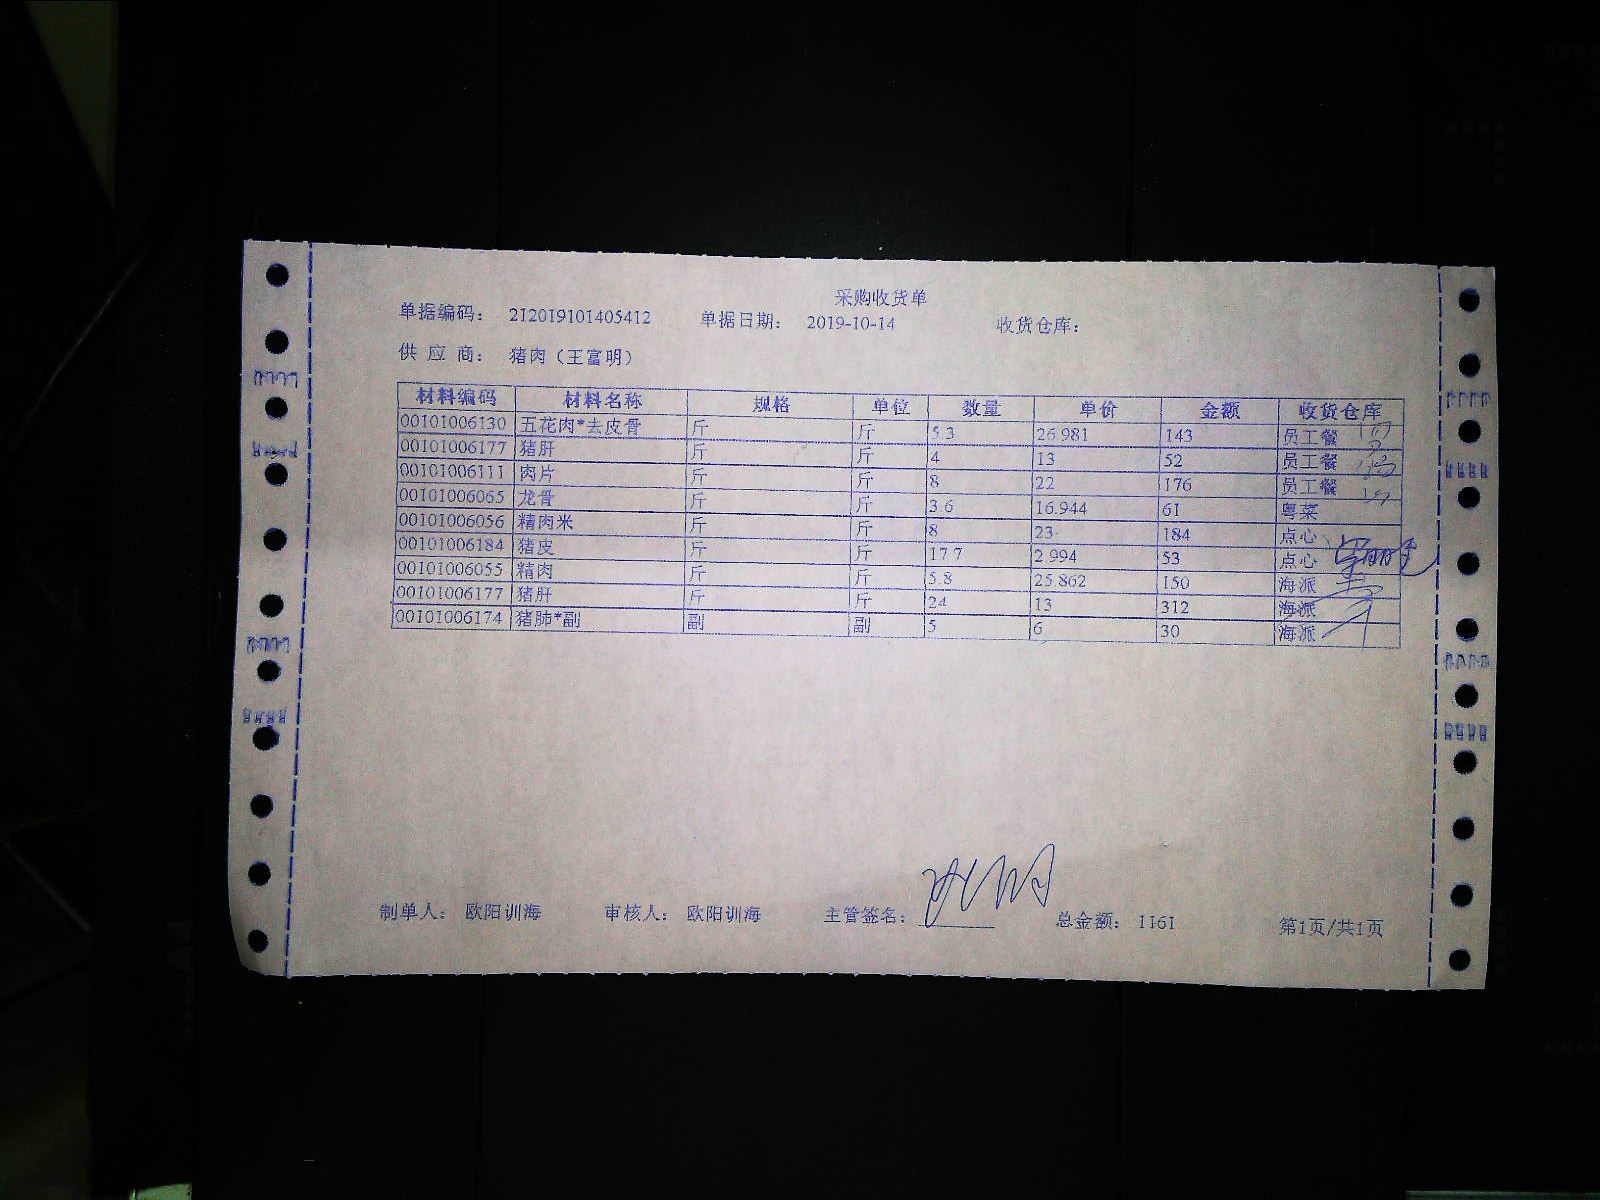 采购收货单
单据编码： 212019101405412 单据日期： 2019-10-14 收货仓库：
供 应 商： 猪肉（王富明）
材料编码 材料名称 规格 单位 数量 单价 金额 收货仓库
00101006130 五花肉*去皮骨 斤 斤 5.3 26.981 143 员工餐
00101006177 猪肝 斤 斤 4 13 52 员工餐
00101006111 肉片 斤 斤 8 22 176 员工餐
00101006065 龙骨 斤 斤 3.6 16.944 61 粤菜
00101006056 精肉米 斤 斤 8 23 184 点心
00101006184 猪皮 斤 斤 17.7 2.994 53 点心
00101006055 精肉 斤 斤 5.8 25.862 150 海派
00101006177 猪肝 斤 斤 24 13 312 海派
00101006174 猪肺*副 副 副 5 6 30 海派
制单人： 欧阳训海 审核人： 欧阳训海 主管签名： 总金额： 1161 第1页/共1页